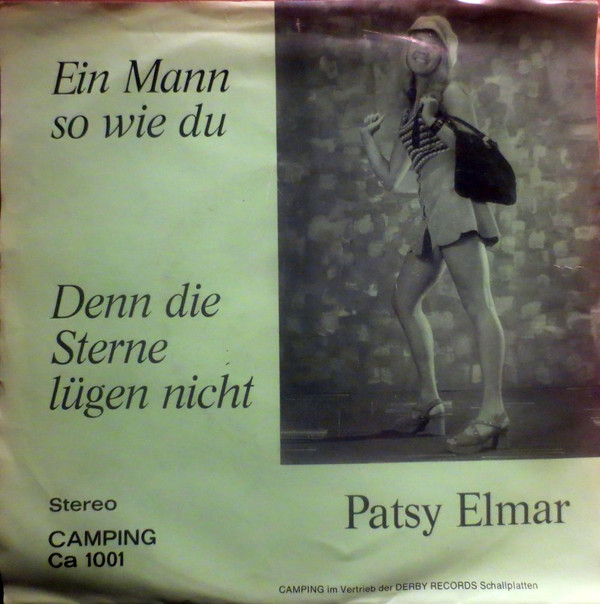 Ein Mann
so wie du
Denn die
Sterne
lügen nicht
Stereo
CAMPING
Ca 1001
Patsy Elmar
CAMPING im Vertrieb der DERBY RECORDS Schallplatten